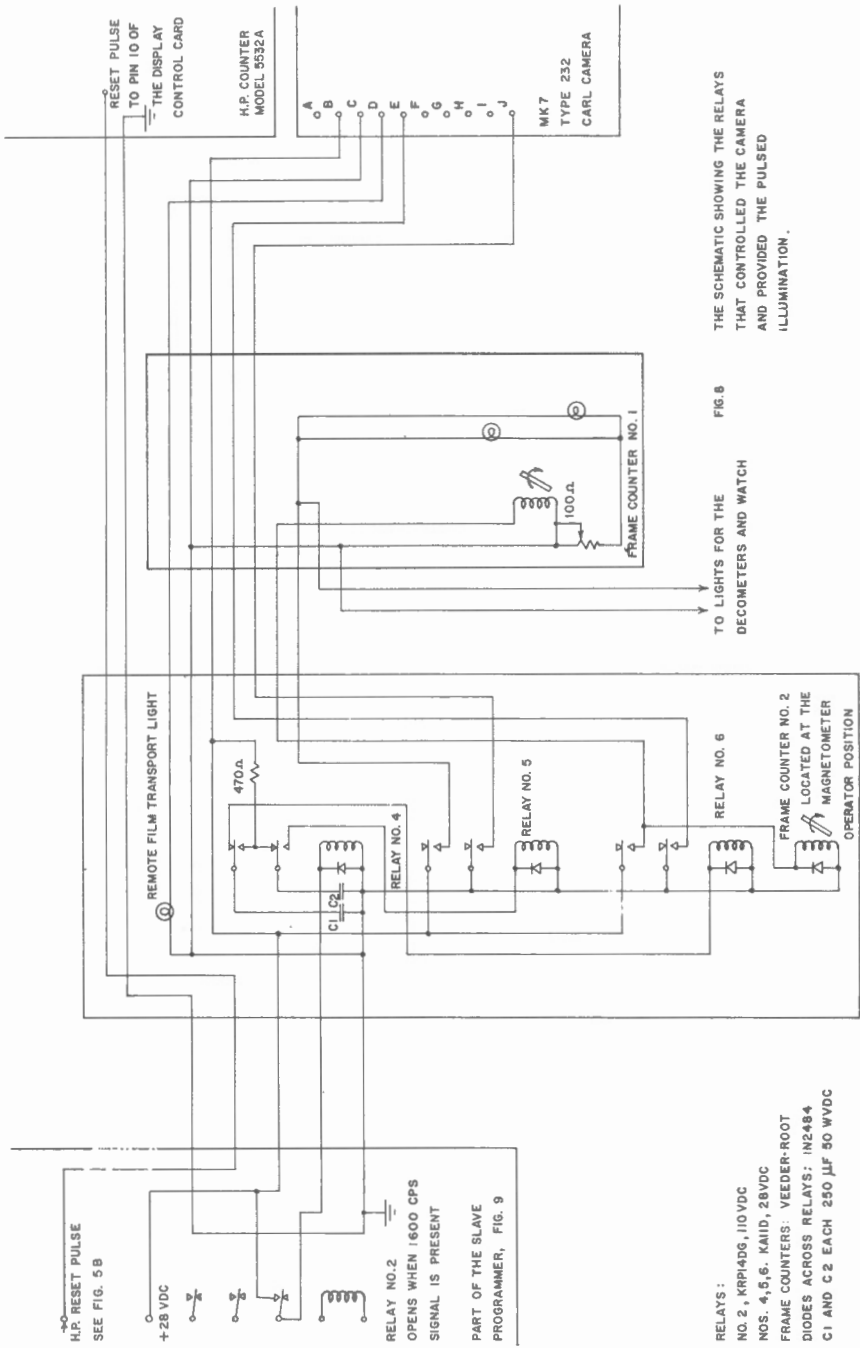 H.P. RESET PULSE
SEE FIG. 5B
+28 VDC
RELAY NO.2
OPENS WHEN 1600 CPS
SIGNAL IS PRESENT
PART OF THE SLAVE
PROGRAMMER, FIG. 9
RELAYS:
NO. 2, KRP14DG, 110VDC
NOS. 4,5,6. KA11D, 28VDC
FRAME COUNTERS: VEEDER-ROOT
DIODES ACROSS RELAYS: 1N2484
C1 AND C2 EACH 250 µF 50 WVDC
REMOTE FILM TRANSPORT LIGHT
470Ω
C1
C2
RELAY NO. 4
RELAY NO. 5
RELAY NO. 6
FRAME COUNTER NO. 2
LOCATED AT THE
MAGNETOMETER
OPERATOR POSITION
100Ω
FRAME COUNTER NO. 1
TO LIGHTS FOR THE
DECOMETERS AND WATCH
RESET PULSE
TO PIN 10 OF
THE DISPLAY
CONTROL CARD
H.P. COUNTER
MODEL 5532A
A
B
C
D
E
F
G
H
I
J
MK7
TYPE 232
CARL CAMERA
FIG. 8
THE SCHEMATIC SHOWING THE RELAYS
THAT CONTROLLED THE CAMERA
AND PROVIDED THE PULSED
ILLUMINATION.